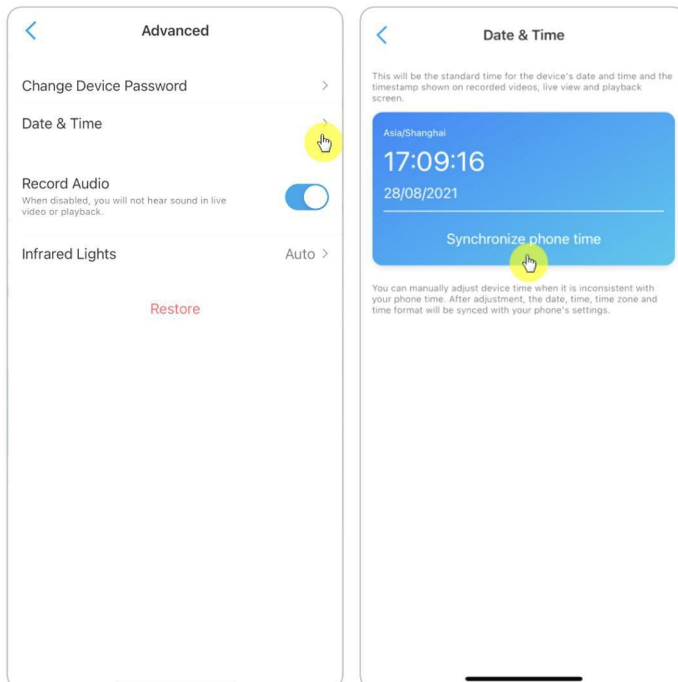 Advanced
Change Device Password
Date & Time
Record Audio
When disabled, you will not hear sound in live
video or playback.
Infrared Lights
Auto
Restore
Date & Time
This will be the standard time for the device's date and time and the
timestamp shown on recorded videos, live view and playback
screen.
Asia/Shanghai
17:09:16
28/08/2021
Synchronize phone time
You can manually adjust device time when it is inconsistent with
your phone time. After adjustment, the date, time, time zone and
time format will be synced with your phone's settings.